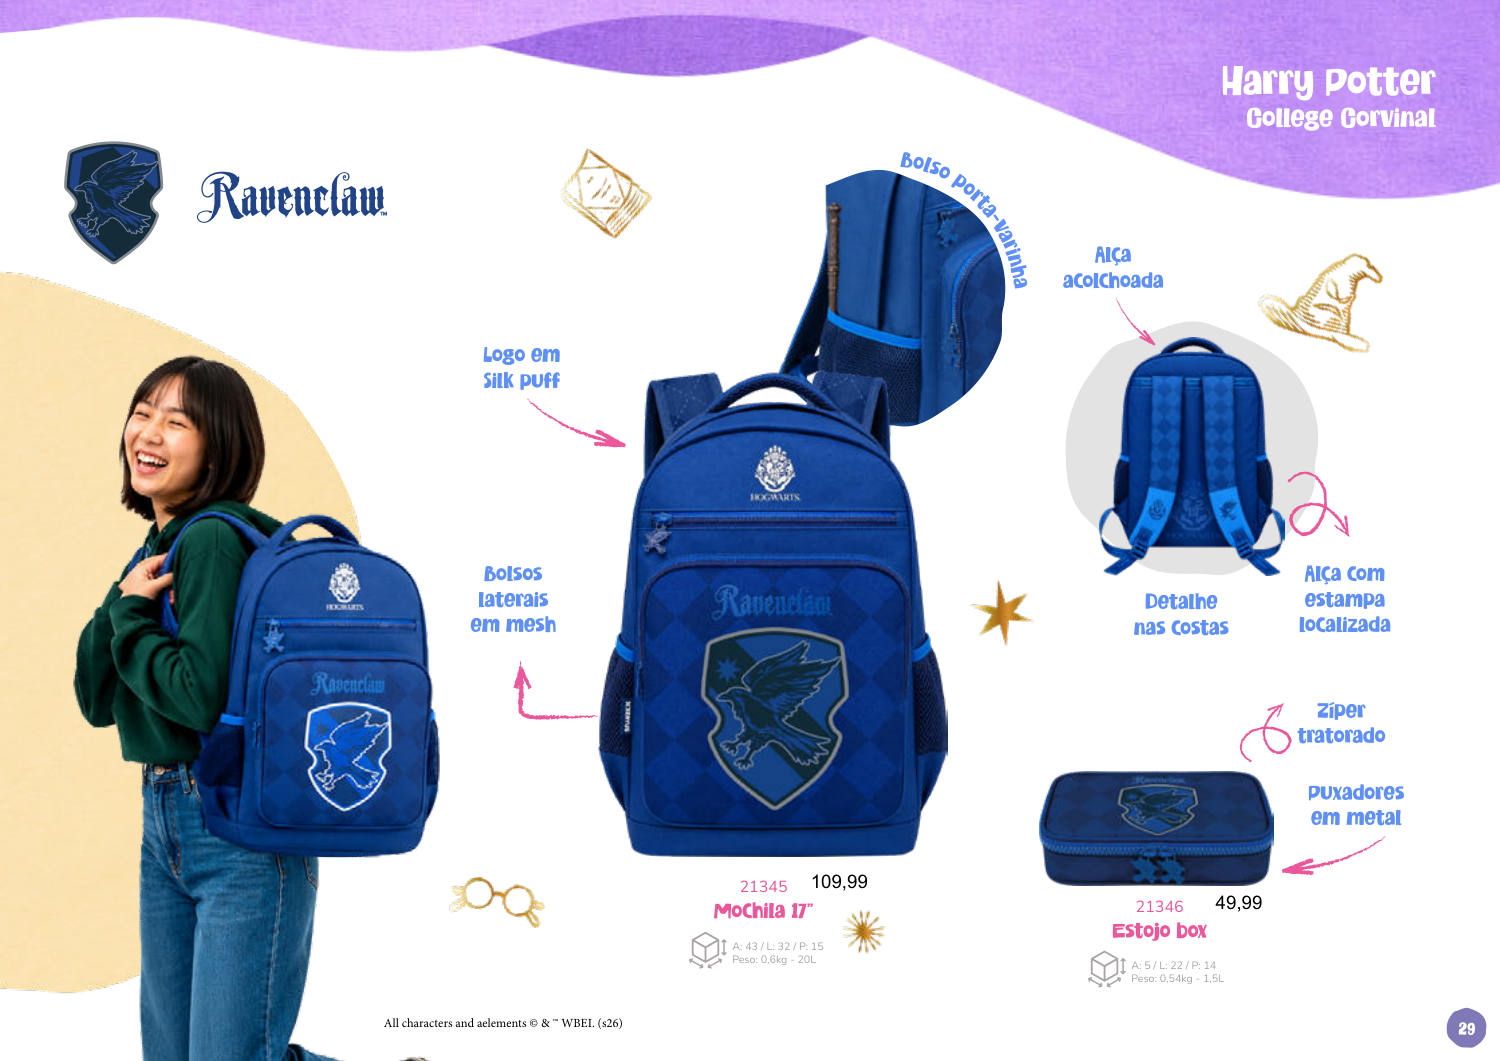 Harry Potter
College Corvinal
Ravenclaw™
Bolso porta-varinha
Alça
acolchoada
Logo em
Silk puff
HOGWARTS
Ravenclaw
HOGWARTS
Ravenclaw
Bolsos
laterais
em mesh
Detalhe
nas Costas
Alça Com
estampa
localizada
Zíper
tratorado
Puxadores
em metal
Ravenclaw
21345 109,99
Mochila 17"
A: 43 / L: 32 / P: 15
Peso: 0,6kg - 20L
21346 49,99
Estojo box
A: 5 / L: 22 / P: 14
Peso: 0,54kg - 1,5L
All characters and aelements © & ™ WBEI. (s26)
29